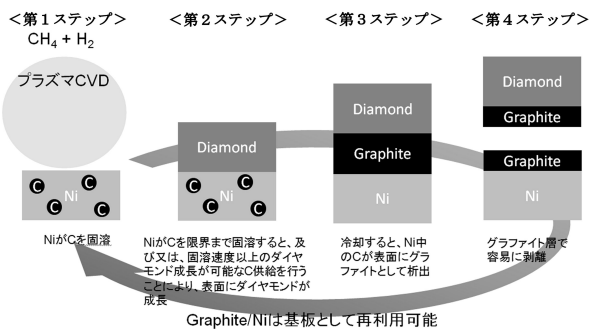 ＜第1ステップ＞
＜第2ステップ＞
＜第3ステップ＞
＜第4ステップ＞
CH4 + H2
プラズマCVD
C
C
Ni
C
C
NiがCを固溶
Diamond
C
C
Ni
C
C
NiがCを限界まで固溶すると、及
び又は、固溶速度以上のダイヤ
モンド成長が可能なC供給を行う
ことにより、表面にダイヤモンドが
成長
Diamond
Graphite
Ni
冷却すると、Ni中
のCが表面にグラ
ファイトとして析出
Diamond
Graphite
Graphite
Ni
グラファイト層で
容易に剥離
Graphite/Niは基板として再利用可能